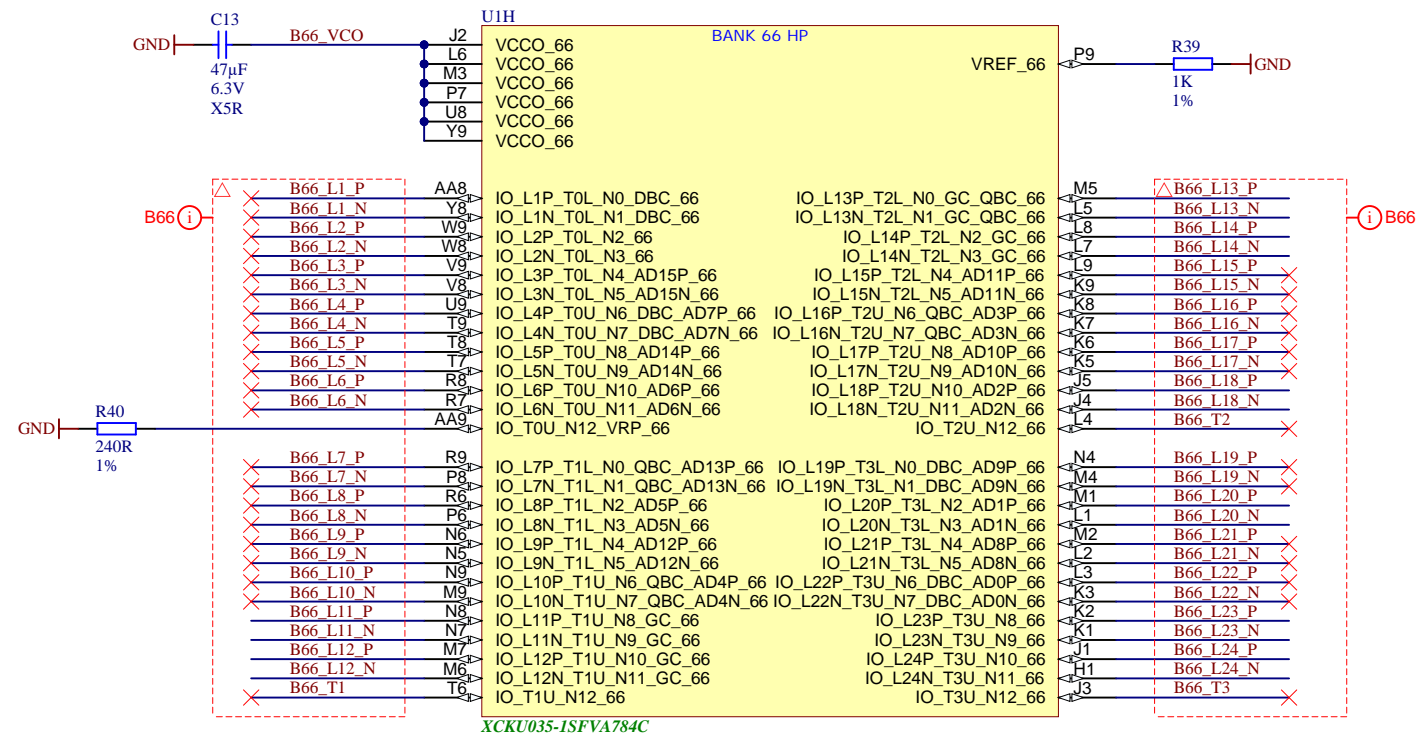 U1H
C13
GND
B66_VCO
47µF
6.3V
X5R
BANK 66 HP
J2 VCCO_66
L6 VCCO_66
M3 VCCO_66
P7 VCCO_66
U8 VCCO_66
Y9 VCCO_66
VREF_66 P9
R39
GND
1K
1%
B66 i
B66_L1_P AA8 IO_L1P_T0L_N0_DBC_66
B66_L1_N Y8 IO_L1N_T0L_N1_DBC_66
B66_L2_P W9 IO_L2P_T0L_N2_66
B66_L2_N W8 IO_L2N_T0L_N3_66
B66_L3_P V9 IO_L3P_T0L_N4_AD15P_66
B66_L3_N V8 IO_L3N_T0L_N5_AD15N_66
B66_L4_P U9 IO_L4P_T0U_N6_DBC_AD7P_66
B66_L4_N T9 IO_L4N_T0U_N7_DBC_AD7N_66
B66_L5_P T8 IO_L5P_T0U_N8_AD14P_66
B66_L5_N T7 IO_L5N_T0U_N9_AD14N_66
B66_L6_P R8 IO_L6P_T0U_N10_AD6P_66
B66_L6_N R7 IO_L6N_T0U_N11_AD6N_66
R40
GND
240R
1%
AA9 IO_T0U_N12_VRP_66
B66_L7_P R9 IO_L7P_T1L_N0_QBC_AD13P_66
B66_L7_N P8 IO_L7N_T1L_N1_QBC_AD13N_66
B66_L8_P R6 IO_L8P_T1L_N2_AD5P_66
B66_L8_N P6 IO_L8N_T1L_N3_AD5N_66
B66_L9_P N6 IO_L9P_T1L_N4_AD12P_66
B66_L9_N N5 IO_L9N_T1L_N5_AD12N_66
B66_L10_P N9 IO_L10P_T1U_N6_QBC_AD4P_66
B66_L10_N M9 IO_L10N_T1U_N7_QBC_AD4N_66
B66_L11_P N8 IO_L11P_T1U_N8_GC_66
B66_L11_N N7 IO_L11N_T1U_N9_GC_66
B66_L12_P M7 IO_L12P_T1U_N10_GC_66
B66_L12_N M6 IO_L12N_T1U_N11_GC_66
B66_T1 T6 IO_T1U_N12_66
IO_L13P_T2L_N0_GC_QBC_66 M5 B66_L13_P
IO_L13N_T2L_N1_GC_QBC_66 L5 B66_L13_N
IO_L14P_T2L_N2_GC_66 L8 B66_L14_P
IO_L14N_T2L_N3_GC_66 L7 B66_L14_N
IO_L15P_T2L_N4_AD11P_66 L9 B66_L15_P
IO_L15N_T2L_N5_AD11N_66 K9 B66_L15_N
IO_L16P_T2U_N6_QBC_AD3P_66 K8 B66_L16_P
IO_L16N_T2U_N7_QBC_AD3N_66 K7 B66_L16_N
IO_L17P_T2U_N8_AD10P_66 K6 B66_L17_P
IO_L17N_T2U_N9_AD10N_66 K5 B66_L17_N
IO_L18P_T2U_N10_AD2P_66 J5 B66_L18_P
IO_L18N_T2U_N11_AD2N_66 J4 B66_L18_N
IO_T2U_N12_66 L4 B66_T2
IO_L19P_T3L_N0_DBC_AD9P_66 N4 B66_L19_P
IO_L19N_T3L_N1_DBC_AD9N_66 M4 B66_L19_N
IO_L20P_T3L_N2_AD1P_66 M1 B66_L20_P
IO_L20N_T3L_N3_AD1N_66 L1 B66_L20_N
IO_L21P_T3L_N4_AD8P_66 M2 B66_L21_P
IO_L21N_T3L_N5_AD8N_66 L2 B66_L21_N
IO_L22P_T3U_N6_DBC_AD0P_66 L3 B66_L22_P
IO_L22N_T3U_N7_DBC_AD0N_66 K3 B66_L22_N
IO_L23P_T3U_N8_66 K2 B66_L23_P
IO_L23N_T3U_N9_66 K1 B66_L23_N
IO_L24P_T3U_N10_66 J1 B66_L24_P
IO_L24N_T3U_N11_66 H1 B66_L24_N
IO_T3U_N12_66 J3 B66_T3
i B66
XCKU035-1SFVA784C